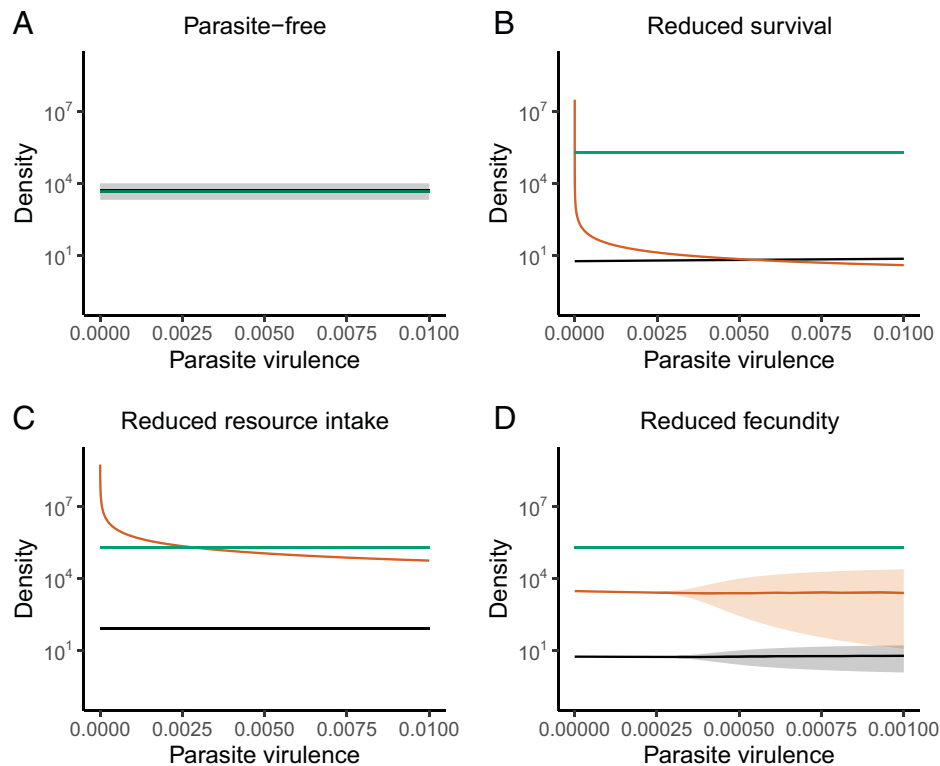 A Parasite−free
10⁷
10⁴
10¹
Density
0.0000 0.0025 0.0050 0.0075 0.0100
Parasite virulence
B Reduced survival
10⁷
10⁴
10¹
Density
0.0000 0.0025 0.0050 0.0075 0.0100
Parasite virulence
C Reduced resource intake
10⁷
10⁴
10¹
Density
0.0000 0.0025 0.0050 0.0075 0.0100
Parasite virulence
D Reduced fecundity
10⁷
10⁴
10¹
Density
0.00000 0.00025 0.00050 0.00075 0.00100
Parasite virulence